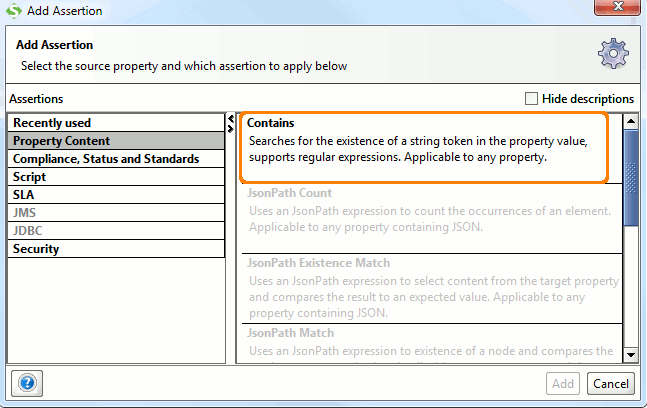 Add Assertion
Add Assertion
Select the source property and which assertion to apply below
Assertions
Hide descriptions
Recently used
Property Content
Compliance, Status and Standards
Script
SLA
JMS
JDBC
Security
Contains
Searches for the existence of a string token in the property value,
supports regular expressions. Applicable to any property.
JsonPath Count
Uses an JsonPath expression to count the occurrences of an element.
Applicable to any property containing JSON.
JsonPath Existence Match
Uses an JsonPath expression to select content from the target property
and compares the result to an expected value. Applicable to any
property containing JSON.
JsonPath Match
Uses an JsonPath expression to existence of a node and compares the
Add
Cancel